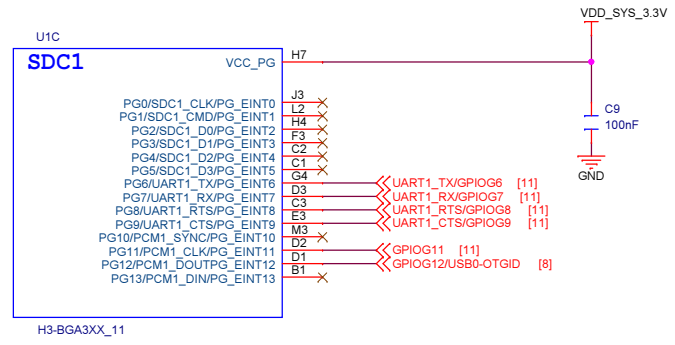 VDD_SYS_3.3V
U1C
SDC1
VCC_PG H7
PG0/SDC1_CLK/PG_EINT0 J3
PG1/SDC1_CMD/PG_EINT1 L2
PG2/SDC1_D0/PG_EINT2 H4
PG3/SDC1_D1/PG_EINT3 F3
PG4/SDC1_D2/PG_EINT4 C2
PG5/SDC1_D3/PG_EINT5 C1
PG6/UART1_TX/PG_EINT6 G4 UART1_TX/GPIOG6 [11]
PG7/UART1_RX/PG_EINT7 D3 UART1_RX/GPIOG7 [11]
PG8/UART1_RTS/PG_EINT8 C3 UART1_RTS/GPIOG8 [11]
PG9/UART1_CTS/PG_EINT9 E3 UART1_CTS/GPIOG9 [11]
PG10/PCM1_SYNC/PG_EINT10 M3
PG11/PCM1_CLK/PG_EINT11 D2 GPIOG11 [11]
PG12/PCM1_DOUTPG_EINT12 D1 GPIOG12/USB0-OTGID [8]
PG13/PCM1_DIN/PG_EINT13 B1
C9
100nF
GND
H3-BGA3XX_11